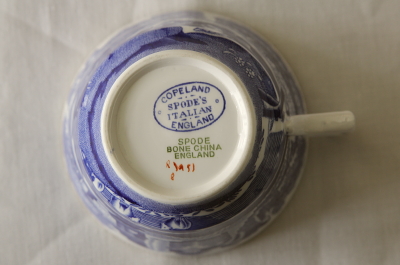 COPELAND
SPODE'S
ITALIAN
ENGLAND
SPODE
BONE CHINA
ENGLAND